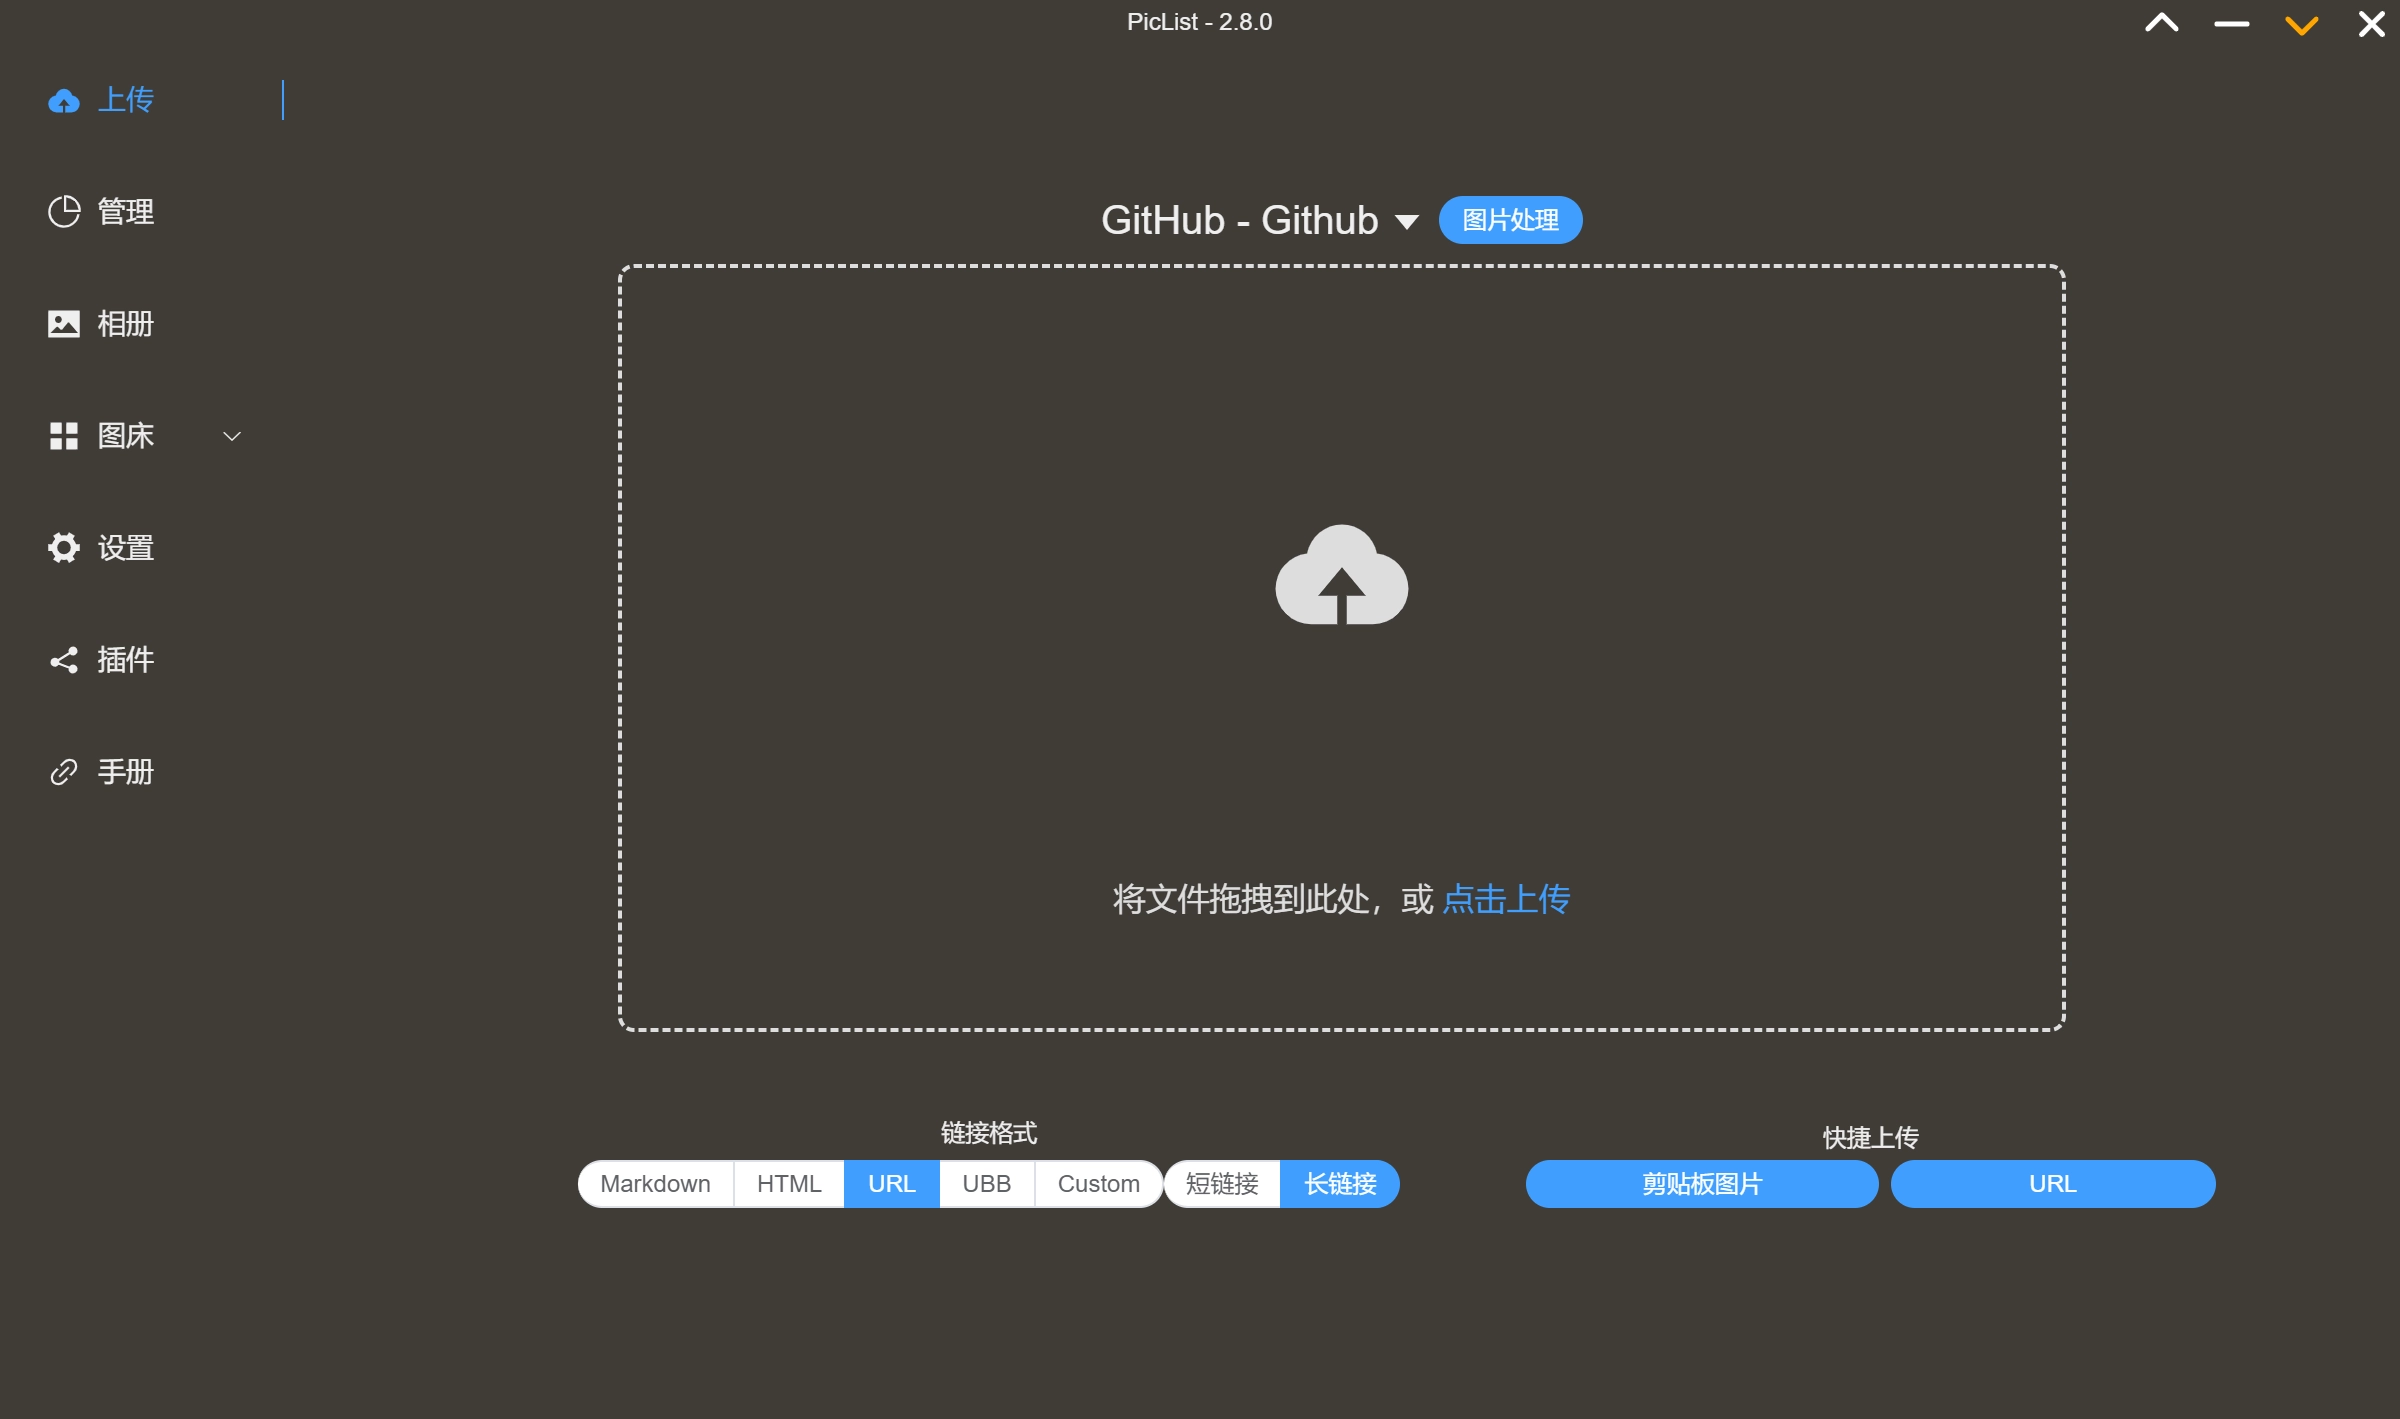 PicList - 2.8.0
上传
管理
相册
图床
设置
插件
手册
GitHub - Github
图片处理
将文件拖拽到此处，或 点击上传
链接格式
Markdown HTML URL UBB Custom 短链接 长链接
快捷上传
剪贴板图片 URL